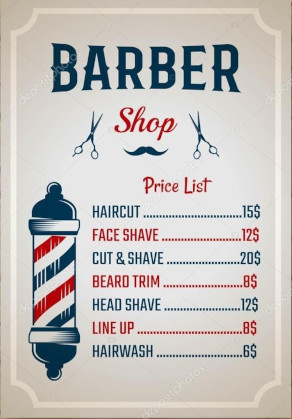 BARBER
Shop
Price List
HAIRCUT ..........................15$
FACE SHAVE .....................12$
CUT & SHAVE ...................20$
BEARD TRIM ......................8$
HEAD SHAVE ....................12$
LINE UP ...........................8$
HAIRWASH ........................6$
depositphotos